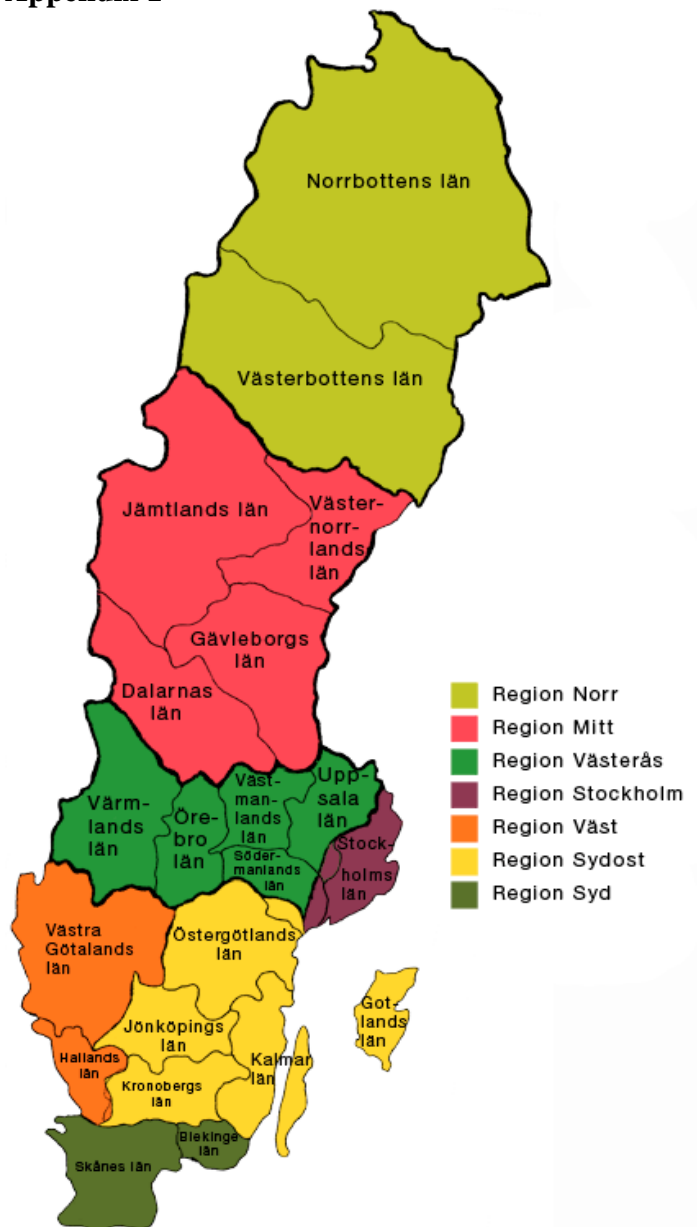 Norrbottens län
Västerbottens län
Jämtlands län
Väster-
norr-
lands
län
Gävleborgs
län
Dalarnas
län
Värm-
lands
län
Öre-
bro
län
Väst-
man-
lands
län
Upp-
sala
län
Söder-
manlands
län
Stock-
holms
län
Västra
Götalands
län
Östergötlands
län
Jönköpings
län
Kalmar
län
Got-
lands
län
Hallands
län
Kronobergs
län
Skånes län
Blekinge
län
Region Norr
Region Mitt
Region Västerås
Region Stockholm
Region Väst
Region Sydost
Region Syd